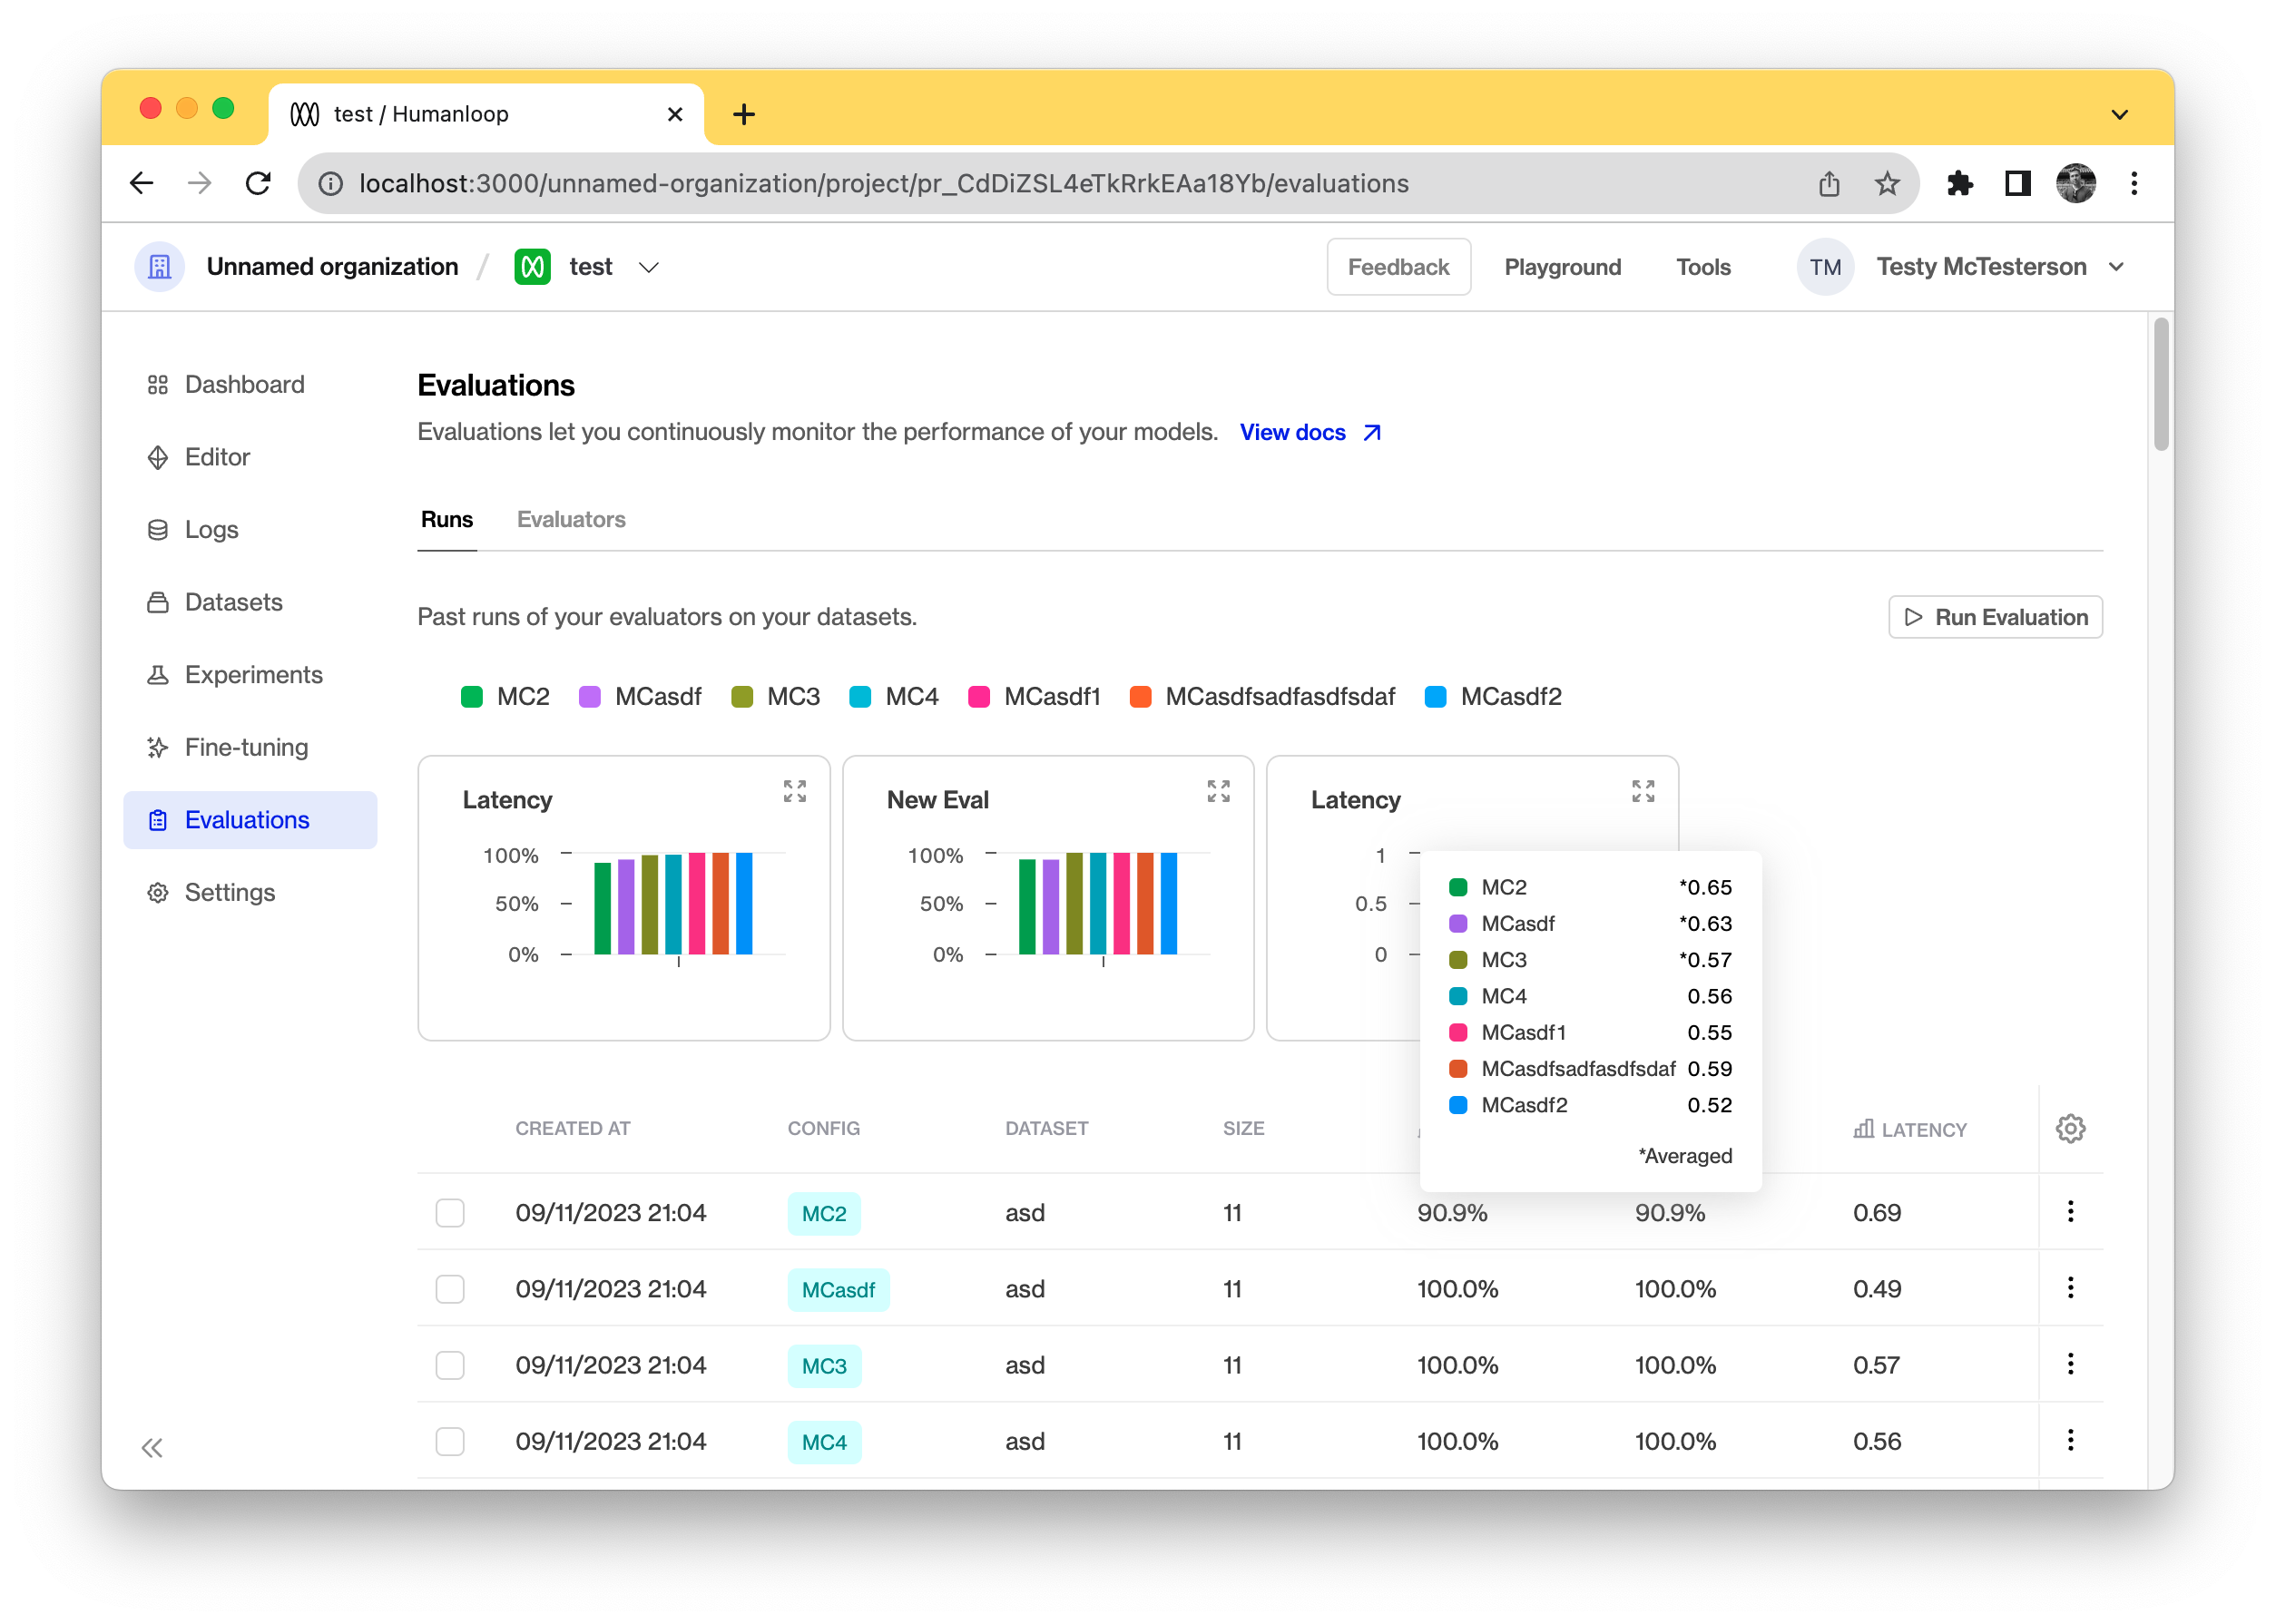 test / Humanloop
localhost:3000/unnamed-organization/project/pr_CdDiZSL4eTkRrkEAa18Yb/evaluations
Unnamed organization / test
Feedback Playground Tools TM Testy McTesterson
Dashboard
Editor
Logs
Datasets
Experiments
Fine-tuning
Evaluations
Settings
Evaluations
Evaluations let you continuously monitor the performance of your models. View docs
Runs Evaluators
Past runs of your evaluators on your datasets. Run Evaluation
MC2 MCasdf MC3 MC4 MCasdf1 MCasdfsadfasdfsdaf MCasdf2
Latency
100%
50%
0%
New Eval
100%
50%
0%
Latency
1
0.5
0
MC2 *0.65
MCasdf *0.63
MC3 *0.57
MC4 0.56
MCasdf1 0.55
MCasdfsadfasdfsdaf 0.59
MCasdf2 0.52
*Averaged
CREATED AT CONFIG DATASET SIZE LATENCY
09/11/2023 21:04 MC2 asd 11 90.9% 90.9% 0.69
09/11/2023 21:04 MCasdf asd 11 100.0% 100.0% 0.49
09/11/2023 21:04 MC3 asd 11 100.0% 100.0% 0.57
09/11/2023 21:04 MC4 asd 11 100.0% 100.0% 0.56